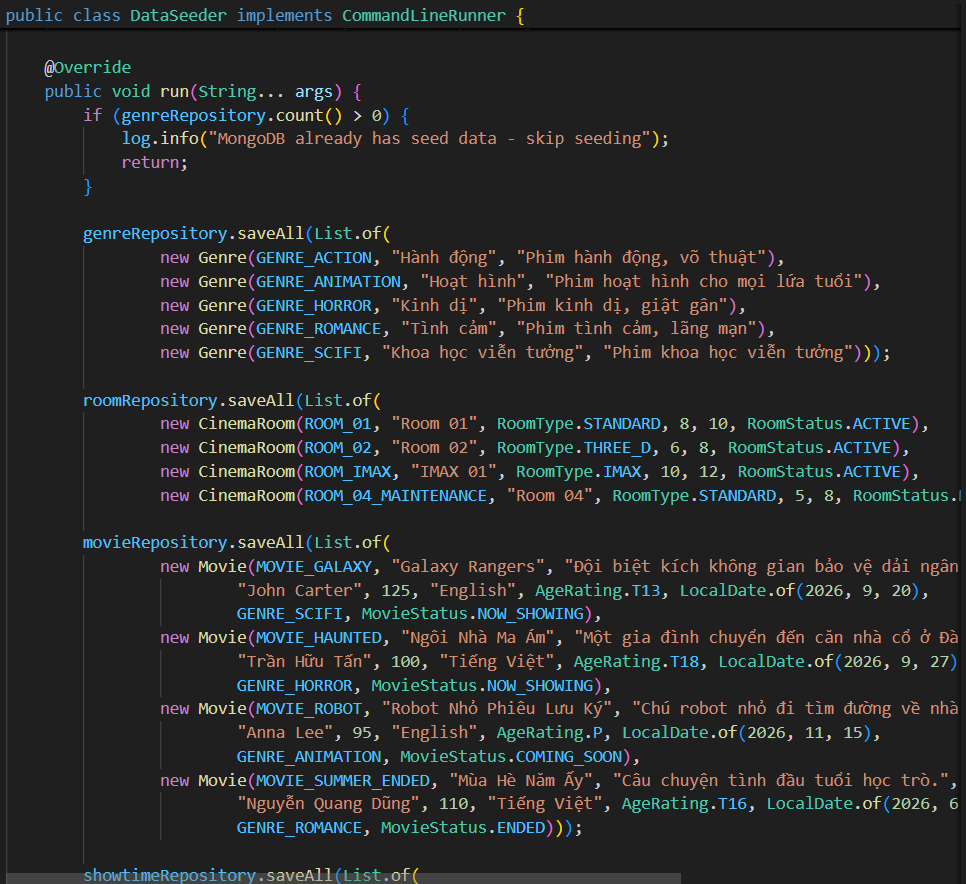 public class DataSeeder implements CommandLineRunner {
@Override
public void run(String... args) {
if (genreRepository.count() > 0) {
log.info("MongoDB already has seed data - skip seeding");
return;
}
genreRepository.saveAll(List.of(
new Genre(GENRE_ACTION, "Hành động", "Phim hành động, võ thuật"),
new Genre(GENRE_ANIMATION, "Hoạt hình", "Phim hoạt hình cho mọi lứa tuổi"),
new Genre(GENRE_HORROR, "Kinh dị", "Phim kinh dị, giật gân"),
new Genre(GENRE_ROMANCE, "Tình cảm", "Phim tình cảm, lãng mạn"),
new Genre(GENRE_SCIFI, "Khoa học viễn tưởng", "Phim khoa học viễn tưởng")));
roomRepository.saveAll(List.of(
new CinemaRoom(ROOM_01, "Room 01", RoomType.STANDARD, 8, 10, RoomStatus.ACTIVE),
new CinemaRoom(ROOM_02, "Room 02", RoomType.THREE_D, 6, 8, RoomStatus.ACTIVE),
new CinemaRoom(ROOM_IMAX, "IMAX 01", RoomType.IMAX, 10, 12, RoomStatus.ACTIVE),
new CinemaRoom(ROOM_04_MAINTENANCE, "Room 04", RoomType.STANDARD, 5, 8, RoomStatus.
movieRepository.saveAll(List.of(
new Movie(MOVIE_GALAXY, "Galaxy Rangers", "Đội biệt kích không gian bảo vệ dải ngân
"John Carter", 125, "English", AgeRating.T13, LocalDate.of(2026, 9, 20),
GENRE_SCIFI, MovieStatus.NOW_SHOWING),
new Movie(MOVIE_HAUNTED, "Ngôi Nhà Ma Ám", "Một gia đình chuyển đến căn nhà cổ ở Đà
"Trần Hữu Tấn", 100, "Tiếng Việt", AgeRating.T18, LocalDate.of(2026, 9, 27)
GENRE_HORROR, MovieStatus.NOW_SHOWING),
new Movie(MOVIE_ROBOT, "Robot Nhỏ Phiêu Lưu Ký", "Chú robot nhỏ đi tìm đường về nhà
"Anna Lee", 95, "English", AgeRating.P, LocalDate.of(2026, 11, 15),
GENRE_ANIMATION, MovieStatus.COMING_SOON),
new Movie(MOVIE_SUMMER_ENDED, "Mùa Hè Năm Ấy", "Câu chuyện tình đầu tuổi học trò.",
"Nguyễn Quang Dũng", 110, "Tiếng Việt", AgeRating.T16, LocalDate.of(2026, 6
GENRE_ROMANCE, MovieStatus.ENDED)));
showtimeRepository.saveAll(List.of(